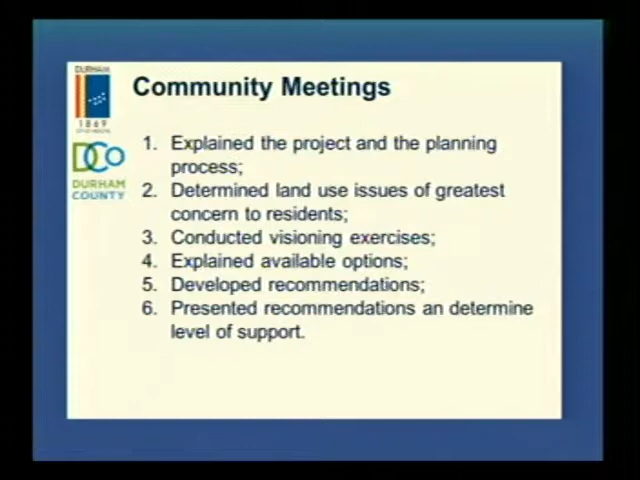 DURHAM
1869
Community Meetings
DCO
DURHAM
COUNTY
1. Explained the project and the planning
process;
2. Determined land use issues of greatest
concern to residents;
3. Conducted visioning exercises;
4. Explained available options;
5. Developed recommendations;
6. Presented recommendations an determine
level of support.